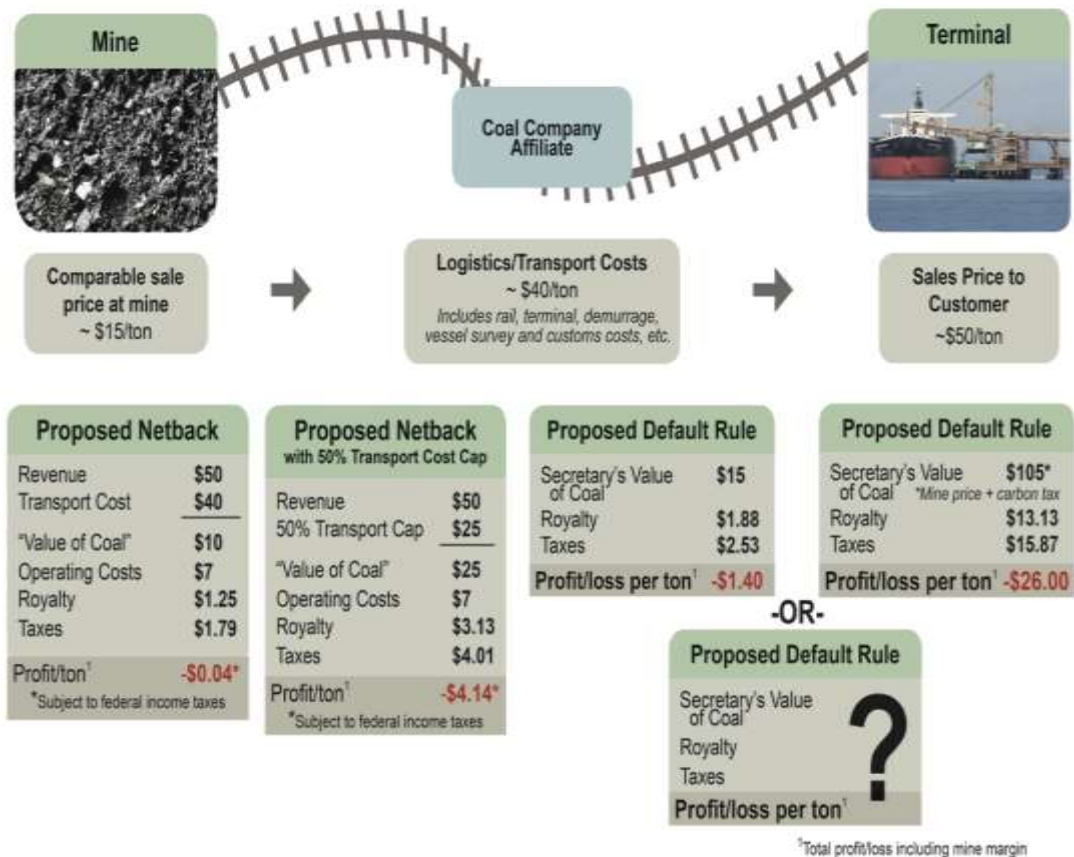 Mine
Terminal
Coal Company
Affiliate
Comparable sale
price at mine
~ $15/ton
Logistics/Transport Costs
~ $40/ton
Includes rail, terminal, demurrage,
vessel survey and customs costs, etc.
Sales Price to
Customer
~$50/ton
Proposed Netback
Revenue $50
Transport Cost $40
"Value of Coal" $10
Operating Costs $7
Royalty $1.25
Taxes $1.79
Profit/ton¹ -$0.04*
*Subject to federal income taxes
Proposed Netback
with 50% Transport Cost Cap
Revenue $50
50% Transport Cap $25
"Value of Coal" $25
Operating Costs $7
Royalty $3.13
Taxes $4.01
Profit/ton¹ -$4.14*
*Subject to federal income taxes
Proposed Default Rule
Secretary's Value $15
of Coal
Royalty $1.88
Taxes $2.53
Profit/loss per ton¹ -$1.40
Proposed Default Rule
Secretary's Value $105*
of Coal *Mine price + carbon tax
Royalty $13.13
Taxes $15.87
Profit/loss per ton¹ -$26.00
-OR-
Proposed Default Rule
Secretary's Value
of Coal
Royalty
Taxes
?
Profit/loss per ton¹
¹Total profit/loss including mine margin